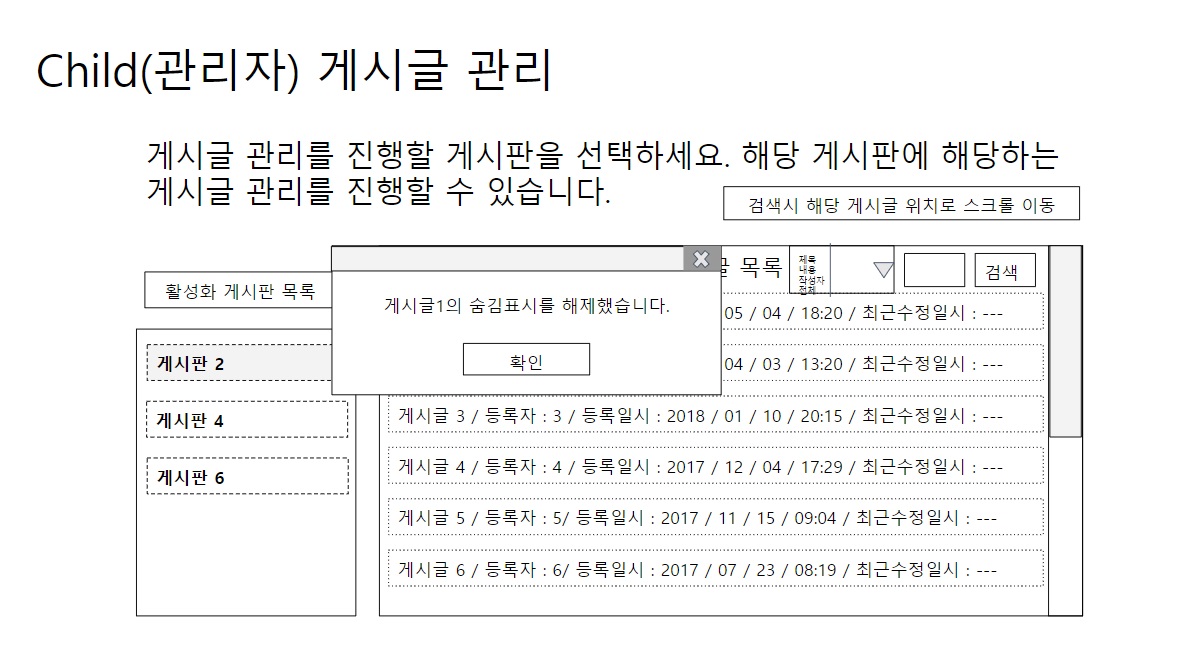 Child(관리자) 게시글 관리
게시글 관리를 진행할 게시판을 선택하세요. 해당 게시판에 해당하는
게시글 관리를 진행할 수 있습니다.
검색시 해당 게시글 위치로 스크롤 이동
활성화 게시판 목록
게시판 2
게시판 4
게시판 6
게시글1의 숨김표시를 해제했습니다.
확인
목록
제목
내용
작성자
전체
검색
05 / 04 / 18:20 / 최근수정일시 : ---
04 / 03 / 13:20 / 최근수정일시 : ---
게시글 3 / 등록자 : 3 / 등록일시 : 2018 / 01 / 10 / 20:15 / 최근수정일시 : ---
게시글 4 / 등록자 : 4 / 등록일시 : 2017 / 12 / 04 / 17:29 / 최근수정일시 : ---
게시글 5 / 등록자 : 5/ 등록일시 : 2017 / 11 / 15 / 09:04 / 최근수정일시 : ---
게시글 6 / 등록자 : 6/ 등록일시 : 2017 / 07 / 23 / 08:19 / 최근수정일시 : ---